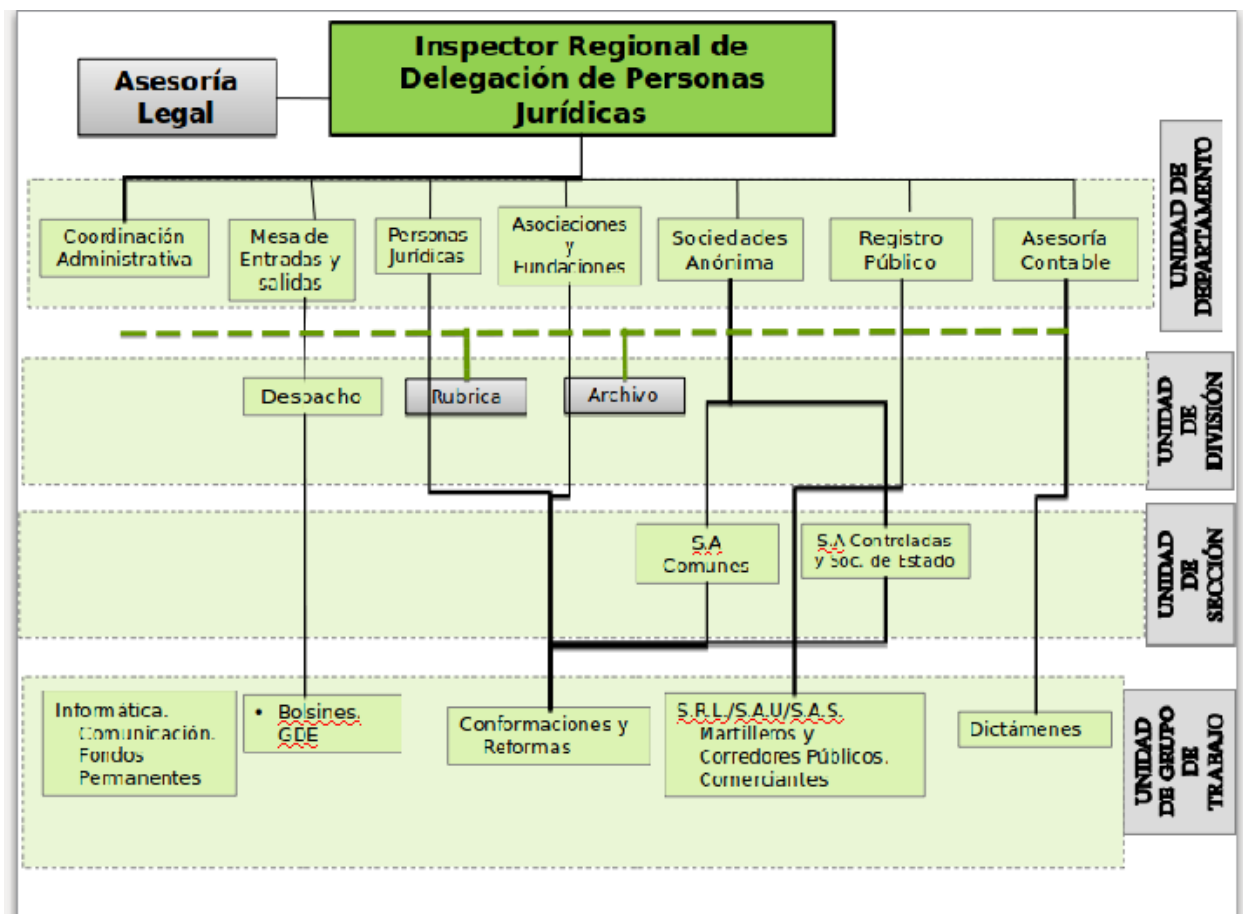 Inspector Regional de
Delegación de Personas
Jurídicas
Asesoría
Legal
UNIDAD DE
DEPARTAMENTO
Coordinación
Administrativa
Mesa de
Entradas y
salidas
Personas
Jurídicas
Asociaciones
y
Fundaciones
Sociedades
Anónima
Registro
Público
Asesoría
Contable
UNIDAD
DE
DIVISIÓN
Despacho
Rubrica
Archivo
UNIDAD
DE
SECCIÓN
S.A
Comunes
S.A Controladas
y Soc. de Estado
UNIDAD
DE GRUPO
DE
TRABAJO
Informática.
Comunicación.
Fondos
Permanentes
• Bolsines.
GDE
Conformaciones y
Reformas
S.R.L./S.A.U/S.A.S.
Martilleros y
Corredores Públicos.
Comerciantes
Dictámenes